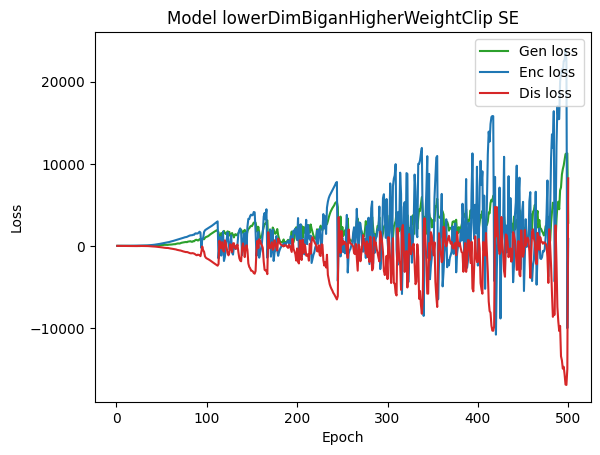 Model lowerDimBiganHigherWeightClip SE
Gen loss
Enc loss
Dis loss
20000
10000
0
−10000
Loss
0
100
200
300
400
500
Epoch